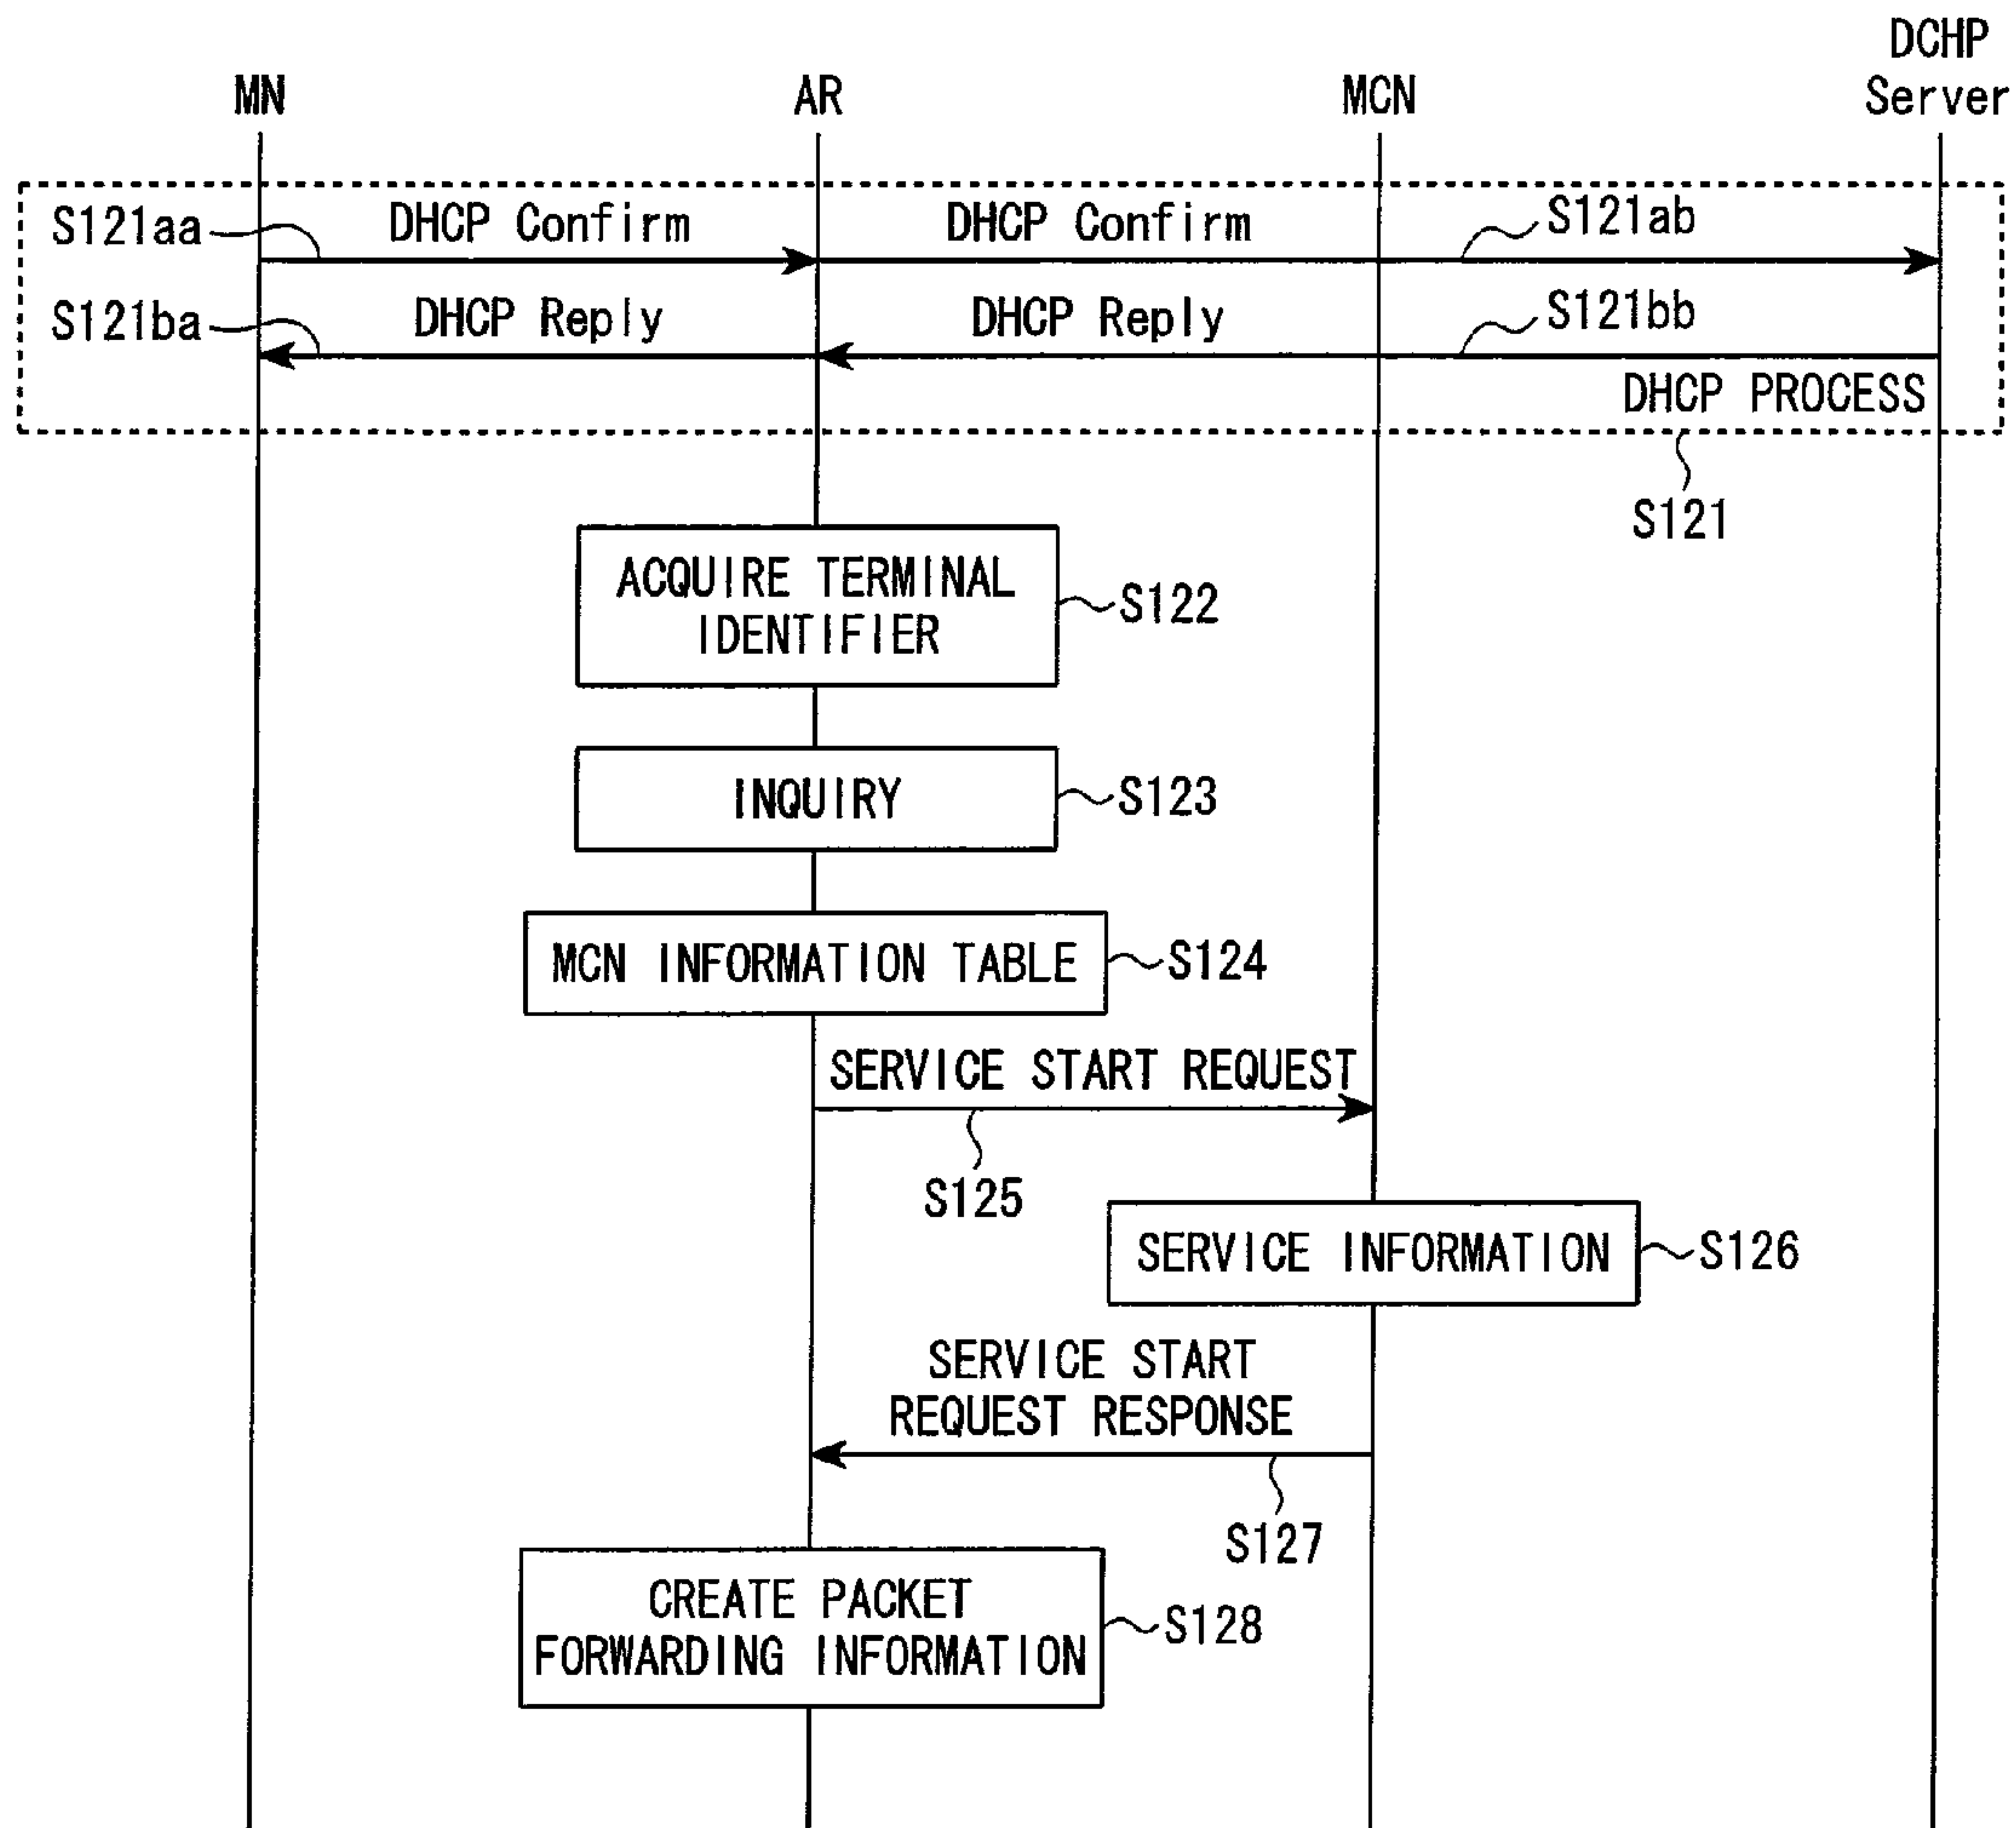 MN
AR
MCN
DCHP
Server
S121aa
DHCP Confirm
DHCP Confirm
S121ab
S121ba
DHCP Reply
DHCP Reply
S121bb
DHCP PROCESS
S121
ACQUIRE TERMINAL
IDENTIFIER
S122
INQUIRY
S123
MCN INFORMATION TABLE
S124
SERVICE START REQUEST
S125
SERVICE INFORMATION
S126
SERVICE START
REQUEST RESPONSE
S127
CREATE PACKET
FORWARDING INFORMATION
S128